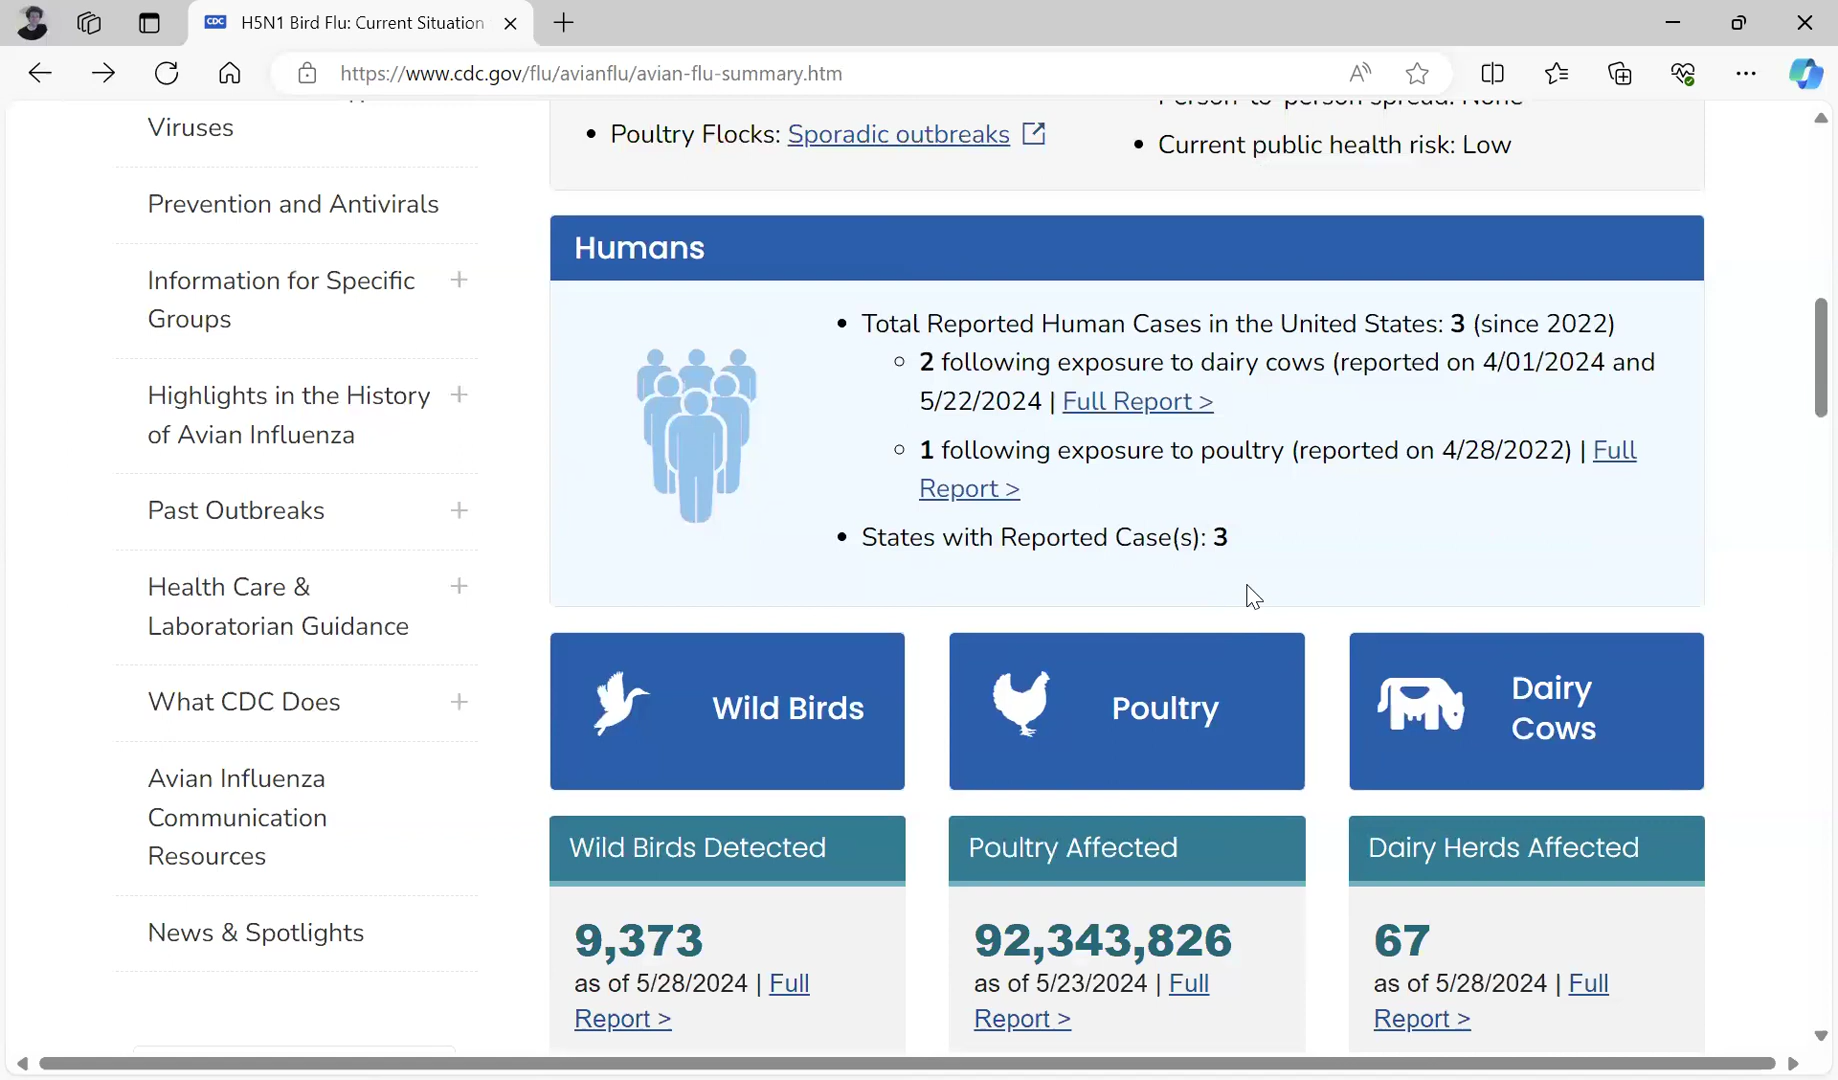 H5N1 Bird Flu: Current Situation
https://www.cdc.gov/flu/avianflu/avian-flu-summary.htm
Viruses
Prevention and Antivirals
Information for Specific
Groups
Highlights in the History
of Avian Influenza
Past Outbreaks
Health Care &
Laboratorian Guidance
What CDC Does
Avian Influenza
Communication
Resources
News & Spotlights
• Poultry Flocks: Sporadic outbreaks
Person-to-person spread: None
• Current public health risk: Low
Humans
• Total Reported Human Cases in the United States: 3 (since 2022)
○ 2 following exposure to dairy cows (reported on 4/01/2024 and
5/22/2024 | Full Report >
○ 1 following exposure to poultry (reported on 4/28/2022) | Full
Report >
• States with Reported Case(s): 3
Wild Birds
Poultry
Dairy
Cows
Wild Birds Detected
9,373
as of 5/28/2024 | Full
Report >
Poultry Affected
92,343,826
as of 5/23/2024 | Full
Report >
Dairy Herds Affected
67
as of 5/28/2024 | Full
Report >